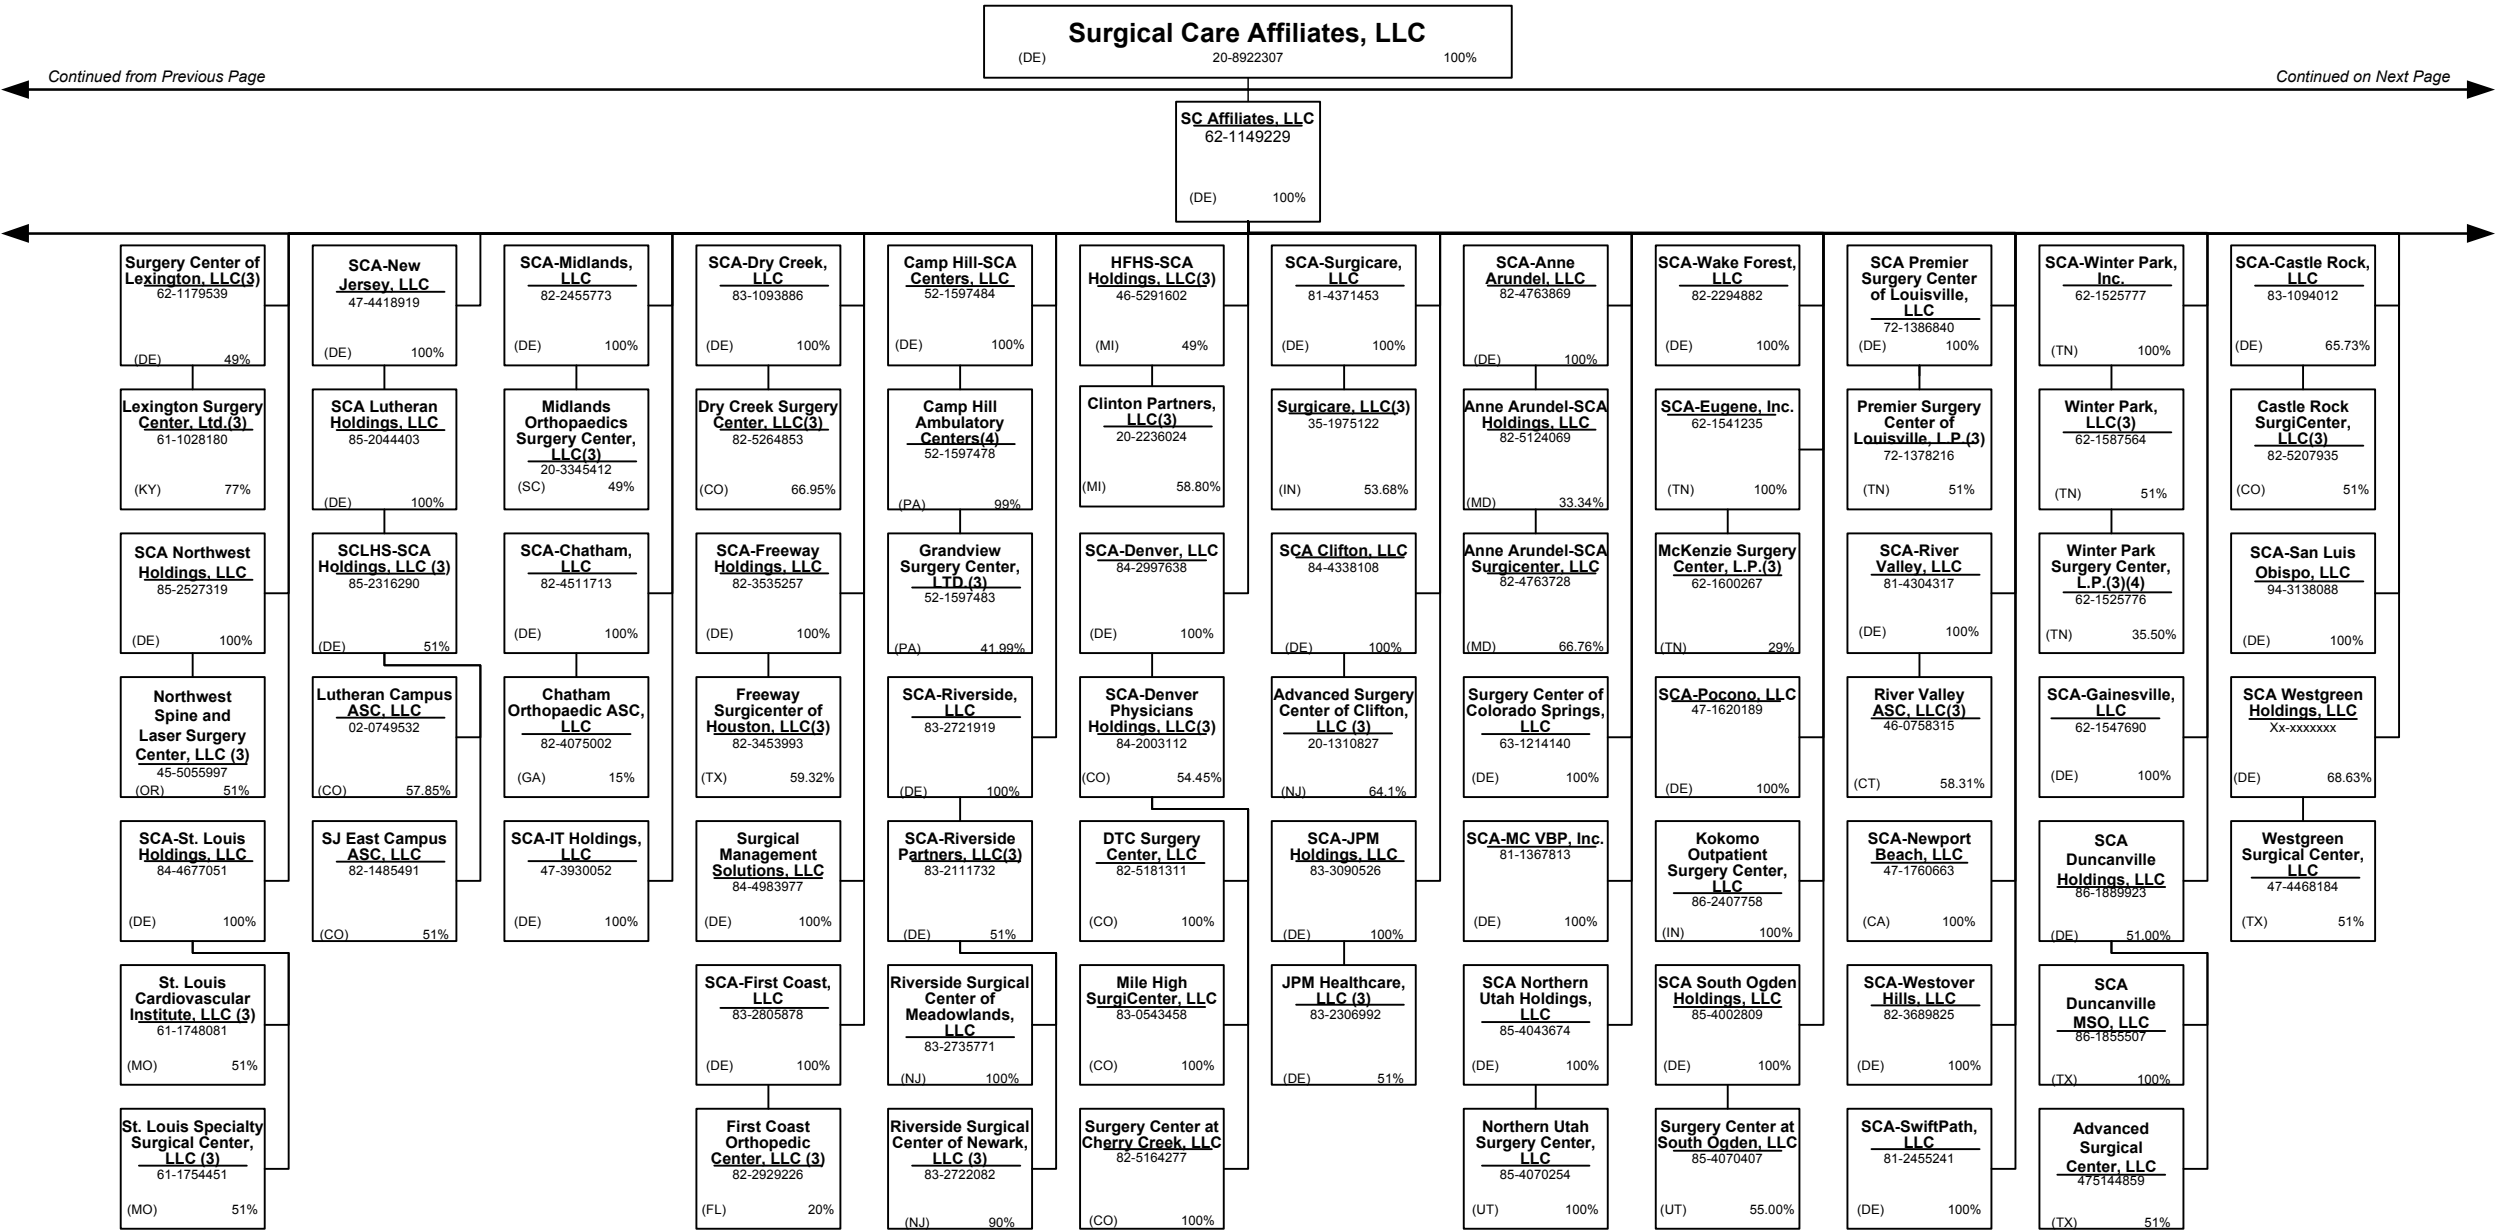 Surgical Care Affiliates, LLC
(DE) 20-8922307 100%
Continued from Previous Page
Continued on Next Page
SC Affiliates, LLC
62-1149229
(DE) 100%
Surgery Center of
Lexington, LLC(3)
62-1179539
(DE) 49%
Lexington Surgery
Center, Ltd.(3)
61-1028180
(KY) 77%
SCA Northwest
Holdings, LLC
85-2527319
(DE) 100%
Northwest
Spine and
Laser Surgery
Center, LLC (3)
45-5055997
(OR) 51%
SCA-St. Louis
Holdings, LLC
84-4677051
(DE) 100%
St. Louis
Cardiovascular
Institute, LLC (3)
61-1748081
(MO) 51%
St. Louis Specialty
Surgical Center,
LLC (3)
61-1754451
(MO) 51%
SCA-New
Jersey, LLC
47-4418919
(DE) 100%
SCA Lutheran
Holdings, LLC
85-2044403
(DE) 100%
SCLHS-SCA
Holdings, LLC (3)
85-2316290
(DE) 51%
Lutheran Campus
ASC, LLC
02-0749532
(CO) 57.85%
SJ East Campus
ASC, LLC
82-1485491
(CO) 51%
SCA-Midlands,
LLC
82-2455773
(DE) 100%
Midlands
Orthopaedics
Surgery Center,
LLC(3)
20-3345412
(SC) 49%
SCA-Chatham,
LLC
82-4511713
(DE) 100%
Chatham
Orthopaedic ASC,
LLC
82-4075002
(GA) 15%
SCA-IT Holdings,
LLC
47-3930052
(DE) 100%
SCA-Dry Creek,
LLC
83-1093886
(DE) 100%
Dry Creek Surgery
Center, LLC(3)
82-5264853
(CO) 66.95%
SCA-Freeway
Holdings, LLC
82-3535257
(DE) 100%
Freeway
Surgicenter of
Houston, LLC(3)
82-3453993
(TX) 59.32%
Surgical
Management
Solutions, LLC
84-4983977
(DE) 100%
SCA-First Coast,
LLC
83-2805878
(DE) 100%
First Coast
Orthopedic
Center, LLC (3)
82-2929226
(FL) 20%
Camp Hill-SCA
Centers, LLC
52-1597484
(DE) 100%
Camp Hill
Ambulatory
Centers(4)
52-1597478
(PA) 99%
Grandview
Surgery Center,
LTD.(3)
52-1597483
(PA) 41.99%
SCA-Riverside,
LLC
83-2721919
(DE) 100%
SCA-Riverside
Partners, LLC(3)
83-2111732
(DE) 51%
Riverside Surgical
Center of
Meadowlands,
LLC
83-2735771
(NJ) 100%
Riverside Surgical
Center of Newark,
LLC (3)
83-2722082
(NJ) 90%
HFHS-SCA
Holdings, LLC(3)
46-5291602
(MI) 49%
Clinton Partners,
LLC(3)
20-2236024
(MI) 58.80%
SCA-Denver, LLC
84-2997638
(DE) 100%
SCA-Denver
Physicians
Holdings, LLC(3)
84-2003112
(CO) 54.45%
DTC Surgery
Center, LLC
82-5181311
(CO) 100%
Mile High
SurgiCenter, LLC
83-0543458
(CO) 100%
Surgery Center at
Cherry Creek, LLC
82-5164277
(CO) 100%
SCA-Surgicare,
LLC
81-4371453
(DE) 100%
Surgicare, LLC(3)
35-1975122
(IN) 53.68%
SCA Clifton, LLC
84-4338108
(DE) 100%
Advanced Surgery
Center of Clifton,
LLC (3)
20-1310827
(NJ) 64.1%
SCA-JPM
Holdings, LLC
83-3090526
(DE) 100%
JPM Healthcare,
LLC (3)
83-2306992
(DE) 51%
SCA-Anne
Arundel, LLC
82-4763869
(DE) 100%
Anne Arundel-SCA
Holdings, LLC
82-5124069
(MD) 33.34%
Anne Arundel-SCA
Surgicenter, LLC
82-4763728
(MD) 66.76%
Surgery Center of
Colorado Springs,
LLC
63-1214140
(DE) 100%
SCA-MC VBP, Inc.
81-1367813
(DE) 100%
SCA Northern
Utah Holdings,
LLC
85-4043674
(DE) 100%
Northern Utah
Surgery Center,
LLC
85-4070254
(UT) 100%
SCA-Wake Forest,
LLC
82-2294882
(DE) 100%
SCA-Eugene, Inc.
62-1541235
(TN) 100%
McKenzie Surgery
Center, L.P.(3)
62-1600267
(TN) 29%
SCA-Pocono, LLC
47-1620189
(DE) 100%
Kokomo
Outpatient
Surgery Center,
LLC
86-2407758
(IN) 100%
SCA South Ogden
Holdings, LLC
85-4002809
(DE) 100%
Surgery Center at
South Ogden, LLC
85-4070407
(UT) 55.00%
SCA Premier
Surgery Center
of Louisville,
LLC
72-1386840
(DE) 100%
Premier Surgery
Center of
Louisville, L.P.(3)
72-1378216
(TN) 51%
SCA-River
Valley, LLC
81-4304317
(DE) 100%
River Valley
ASC, LLC(3)
46-0758315
(CT) 58.31%
SCA-Newport
Beach, LLC
47-1760663
(CA) 100%
SCA-Westover
Hills, LLC
82-3689825
(DE) 100%
SCA-SwiftPath,
LLC
81-2455241
(DE) 100%
SCA-Winter Park,
Inc.
62-1525777
(TN) 100%
Winter Park,
LLC(3)
62-1587564
(TN) 51%
Winter Park
Surgery Center,
L.P.(3)(4)
62-1525776
(TN) 35.50%
SCA-Gainesville,
LLC
62-1547690
(DE) 100%
SCA
Duncanville
Holdings, LLC
86-1889923
(DE) 51.00%
SCA
Duncanville
MSO, LLC
86-1855507
(TX) 100%
Advanced
Surgical
Center, LLC
475144859
(TX) 51%
SCA-Castle Rock,
LLC
83-1094012
(DE) 65.73%
Castle Rock
SurgiCenter,
LLC(3)
82-5207935
(CO) 51%
SCA-San Luis
Obispo, LLC
94-3138088
(DE) 100%
SCA Westgreen
Holdings, LLC
Xx-xxxxxxx
(DE) 68.63%
Westgreen
Surgical Center,
LLC
47-4468184
(TX) 51%